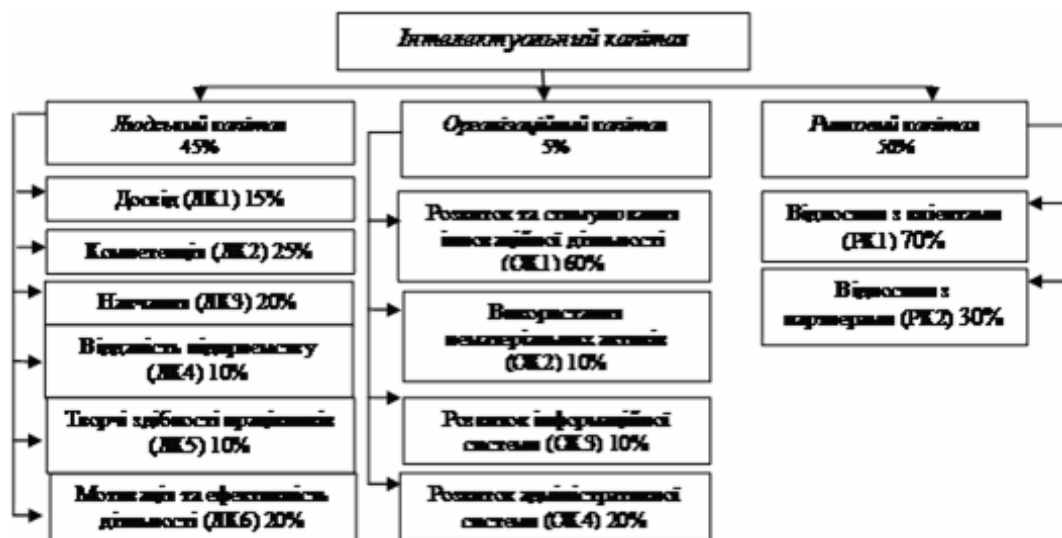 Інтелектуальний капітал
Людський капітал
45%
Досвід (ЛК1) 15%
Компетенція (ЛК2) 25%
Навчання (ЛК3) 20%
Відданість підприємству
(ЛК4) 10%
Творчі здібності працівників
(ЛК5) 10%
Мотивація та ефективність
діяльності (ЛК6) 20%
Організаційний капітал
5%
Розвиток та стимулювання
інноваційної діяльності
(ОК1) 60%
Використання
нематеріальних активів
(ОК2) 10%
Розвиток інформаційної
системи (ОК3) 10%
Розвиток адміністративної
системи (ОК4) 20%
Ринковий капітал
50%
Відносини з клієнтами
(РК1) 70%
Відносини з
партнерами (РК2) 30%